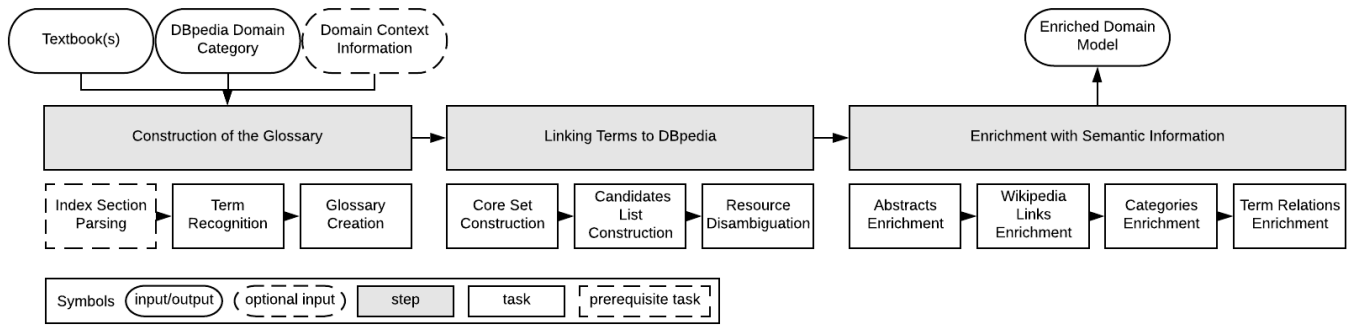 Textbook(s)
DBpedia Domain
Category
Domain Context
Information
Enriched Domain
Model
Construction of the Glossary
Linking Terms to DBpedia
Enrichment with Semantic Information
Index Section
Parsing
Term
Recognition
Glossary
Creation
Core Set
Construction
Candidates
List
Construction
Resource
Disambiguation
Abstracts
Enrichment
Wikipedia
Links
Enrichment
Categories
Enrichment
Term Relations
Enrichment
Symbols
input/output
optional input
step
task
prerequisite task